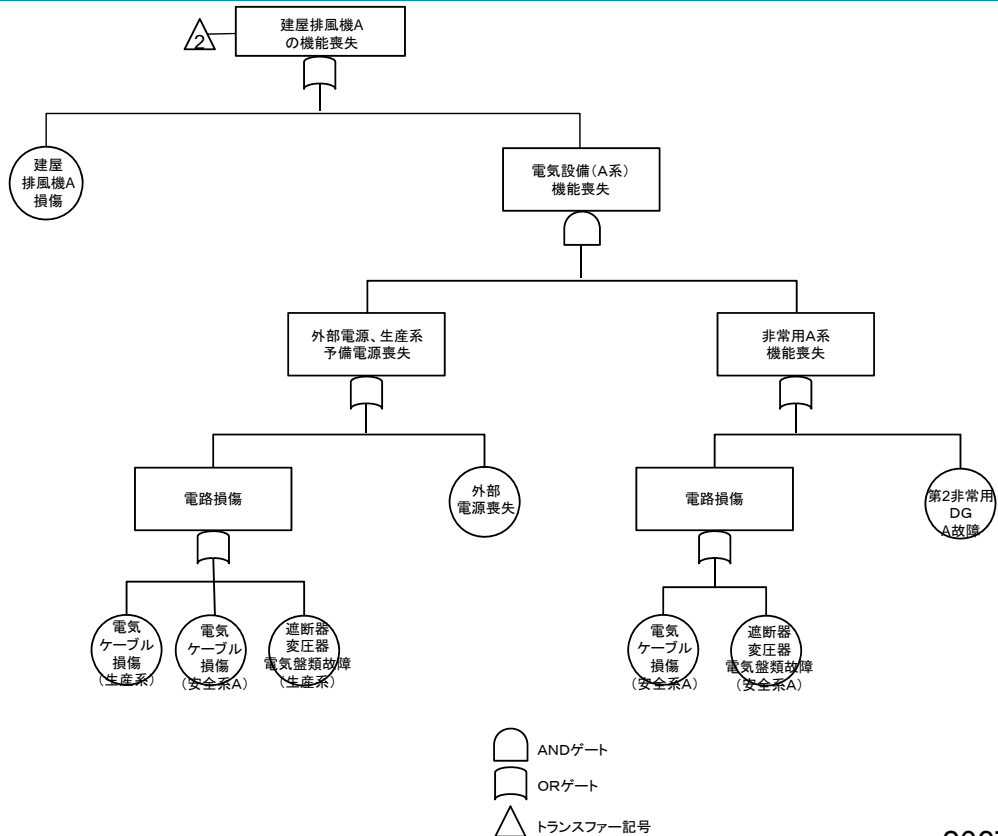 2
建屋排風機A
の機能喪失
建屋
排風機A
損傷
電気設備(A系)
機能喪失
外部電源、生産系
予備電源喪失
非常用A系
機能喪失
電路損傷
外部
電源喪失
電路損傷
第2非常用
DG
A故障
電気
ケーブル
損傷
(生産系)
電気
ケーブル
損傷
(安全系A)
遮断器
変圧器
電気盤類故障
(生産系)
電気
ケーブル
損傷
(安全系A)
遮断器
変圧器
電気盤類故障
(安全系A)
ANDゲート
ORゲート
トランスファー記号